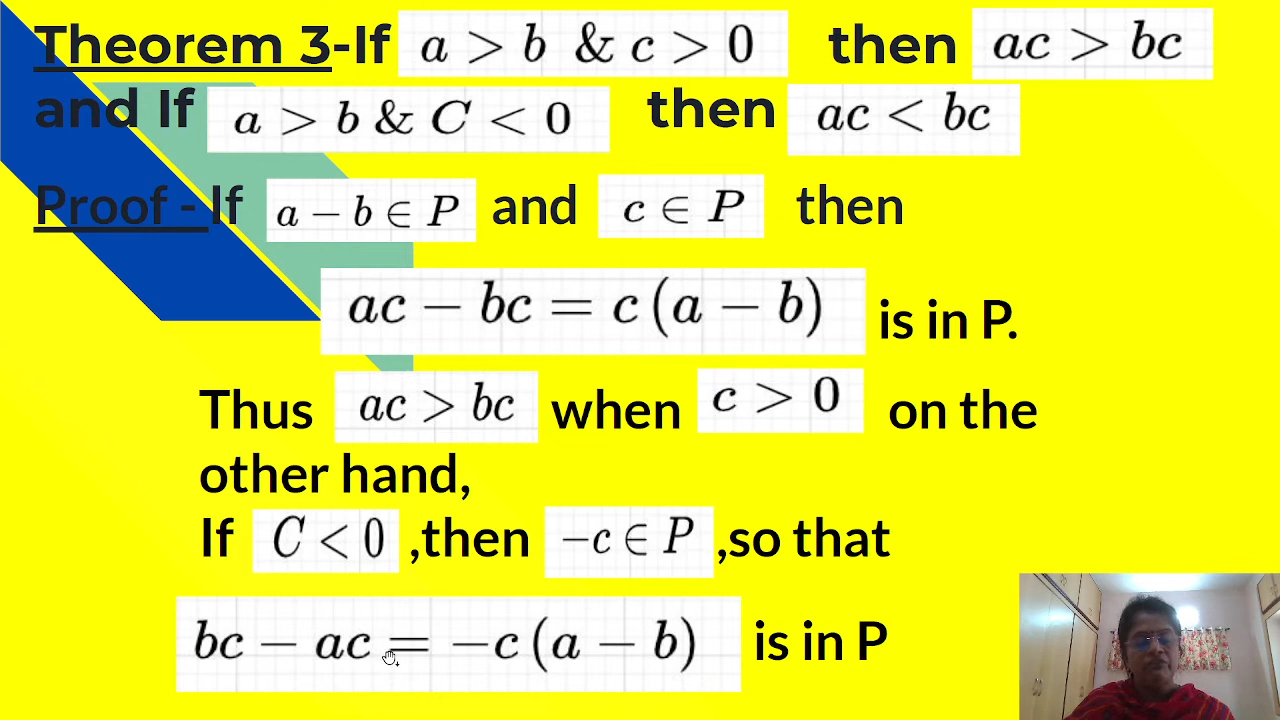 Theorem 3-If a > b & c > 0 then ac > bc
and If a > b & C < 0 then ac < bc
Proof - If a − b ∈ P and c ∈ P then
ac − bc = c (a − b) is in P.
Thus ac > bc when c > 0 on the
other hand,
If C < 0 ,then −c ∈ P ,so that
bc − ac = −c (a − b) is in P